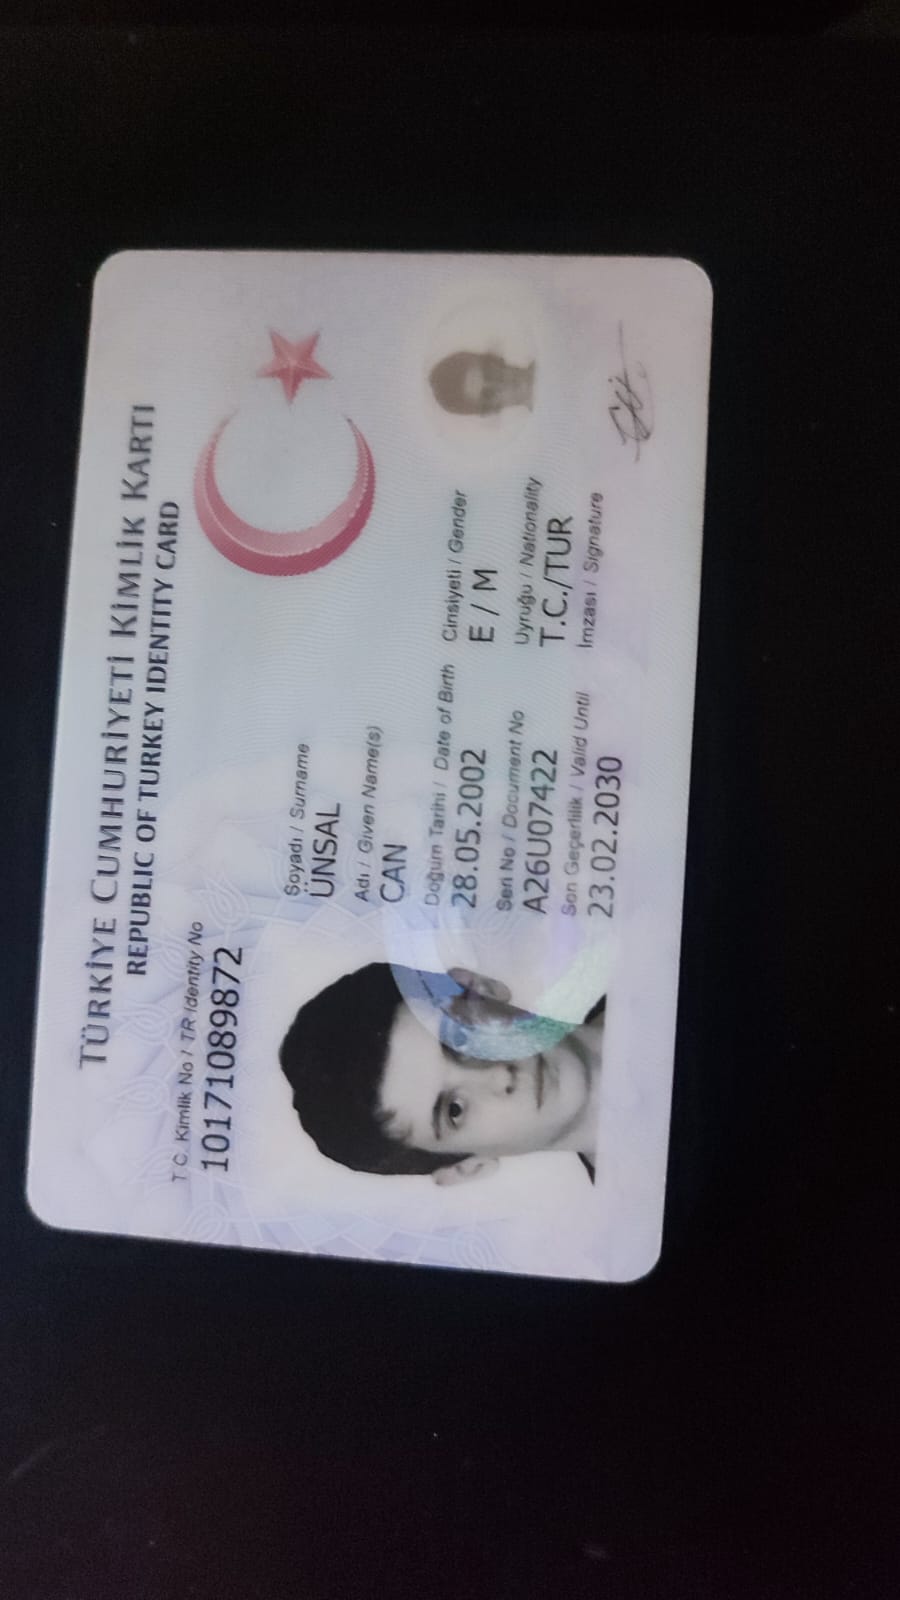 TÜRKİYE CUMHURİYETİ KİMLİK KARTI
REPUBLIC OF TURKEY IDENTITY CARD
T.C. Kimlik No / TR Identity No
10171089872
Soyadı / Surname
ÜNSAL
Adı / Given Name(s)
CAN
Doğum Tarihi / Date of Birth Cinsiyeti / Gender
28.05.2002 E / M
Seri No / Document No Uyruğu / Nationality
A26U07422 T.C./TUR
Son Geçerlilik / Valid Until İmzası / Signature
23.02.2030